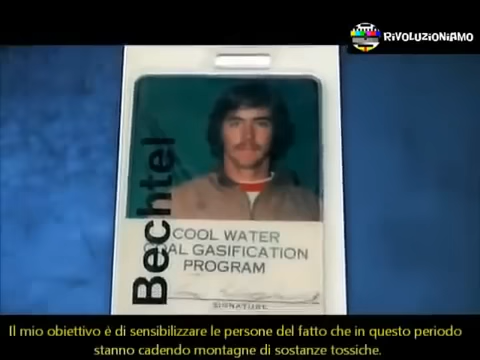 RiVOLUZiONiAMO
Bechtel
COOL WATER
COAL GASIFICATION
PROGRAM
SIGNATURE
Il mio obiettivo è di sensibilizzare le persone del fatto che in questo periodo
stanno cadendo montagne di sostanze tossiche.